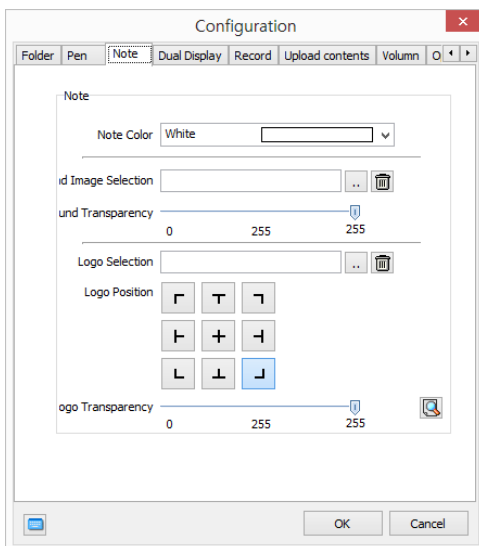 Configuration
Folder Pen Note Dual Display Record Upload contents Volumn O
Note
Note Color White
nd Image Selection ..
und Transparency
0 255 255
Logo Selection ..
Logo Position
ogo Transparency
0 255 255
OK Cancel